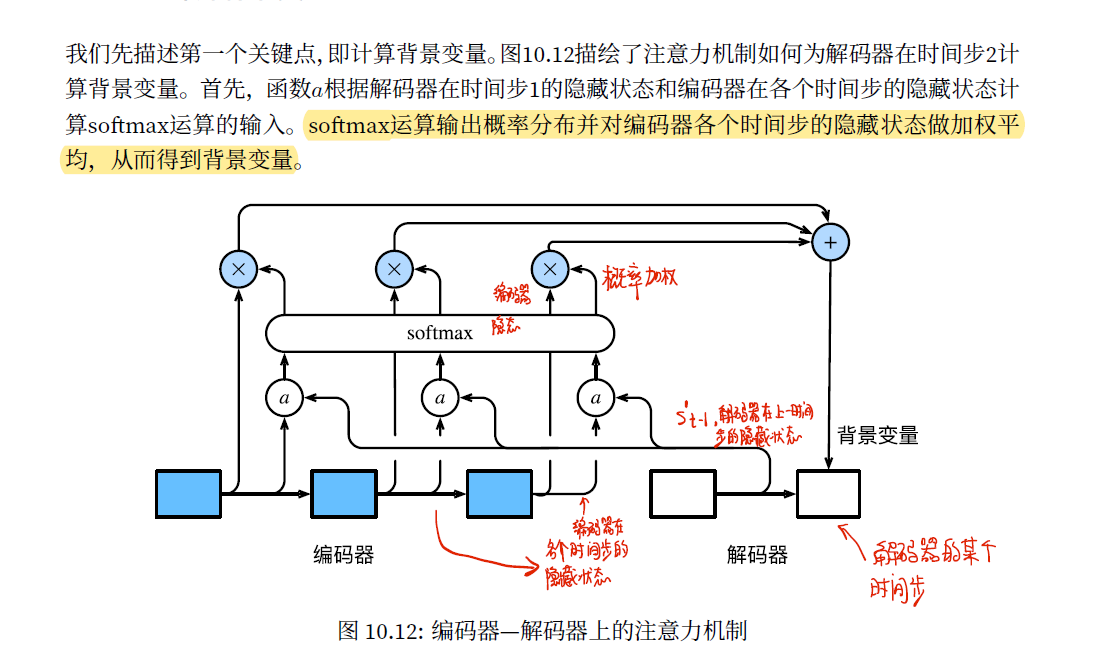 我们先描述第一个关键点，即计算背景变量。图10.12描绘了注意力机制如何为解码器在时间步2计
算背景变量。首先，函数a根据解码器在时间步1的隐藏状态和编码器在各个时间步的隐藏状态计
算softmax运算的输入。softmax运算输出概率分布并对编码器各个时间步的隐藏状态做加权平
均，从而得到背景变量。
+
× × ×
概率加权
编码器
隐态
softmax
a a a
s't-1,解码器在上一时间
步的隐藏状态
背景变量
编码器
编码器在
各个时间步的
隐藏状态
解码器
解码器的某个
时间步
图 10.12: 编码器—解码器上的注意力机制